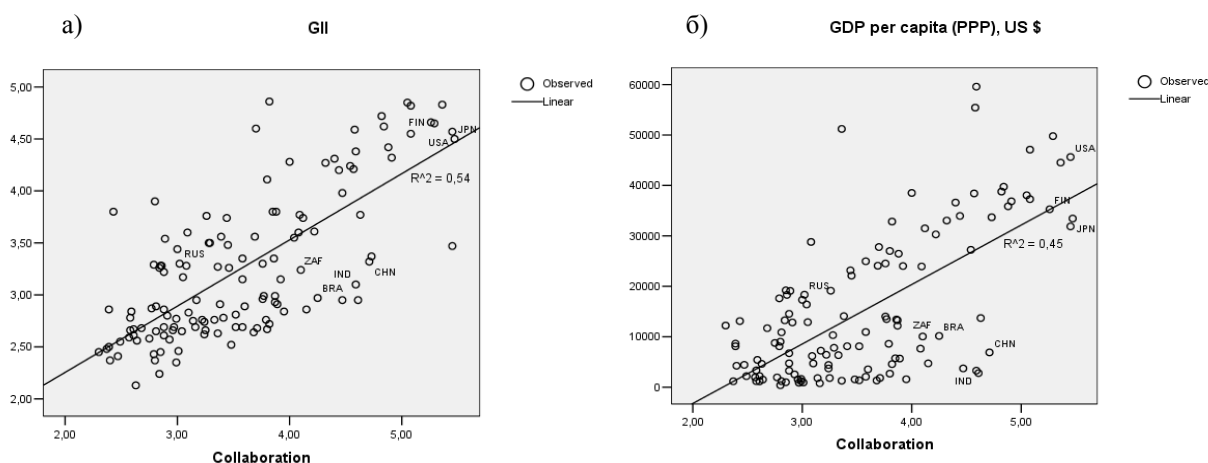 а)
GII
Observed
Linear
5,00
4,50
4,00
3,50
3,00
2,50
2,00
FIN
JPN
USA
R^2 = 0,54
RUS
ZAF
IND
CHN
BRA
2,00 3,00 4,00 5,00
Collaboration
б)
GDP per capita (PPP), US $
Observed
Linear
60000
50000
40000
30000
20000
10000
0
USA
FIN
JPN
R^2 = 0,45
RUS
ZAF
BRA
CHN
IND
2,00 3,00 4,00 5,00
Collaboration